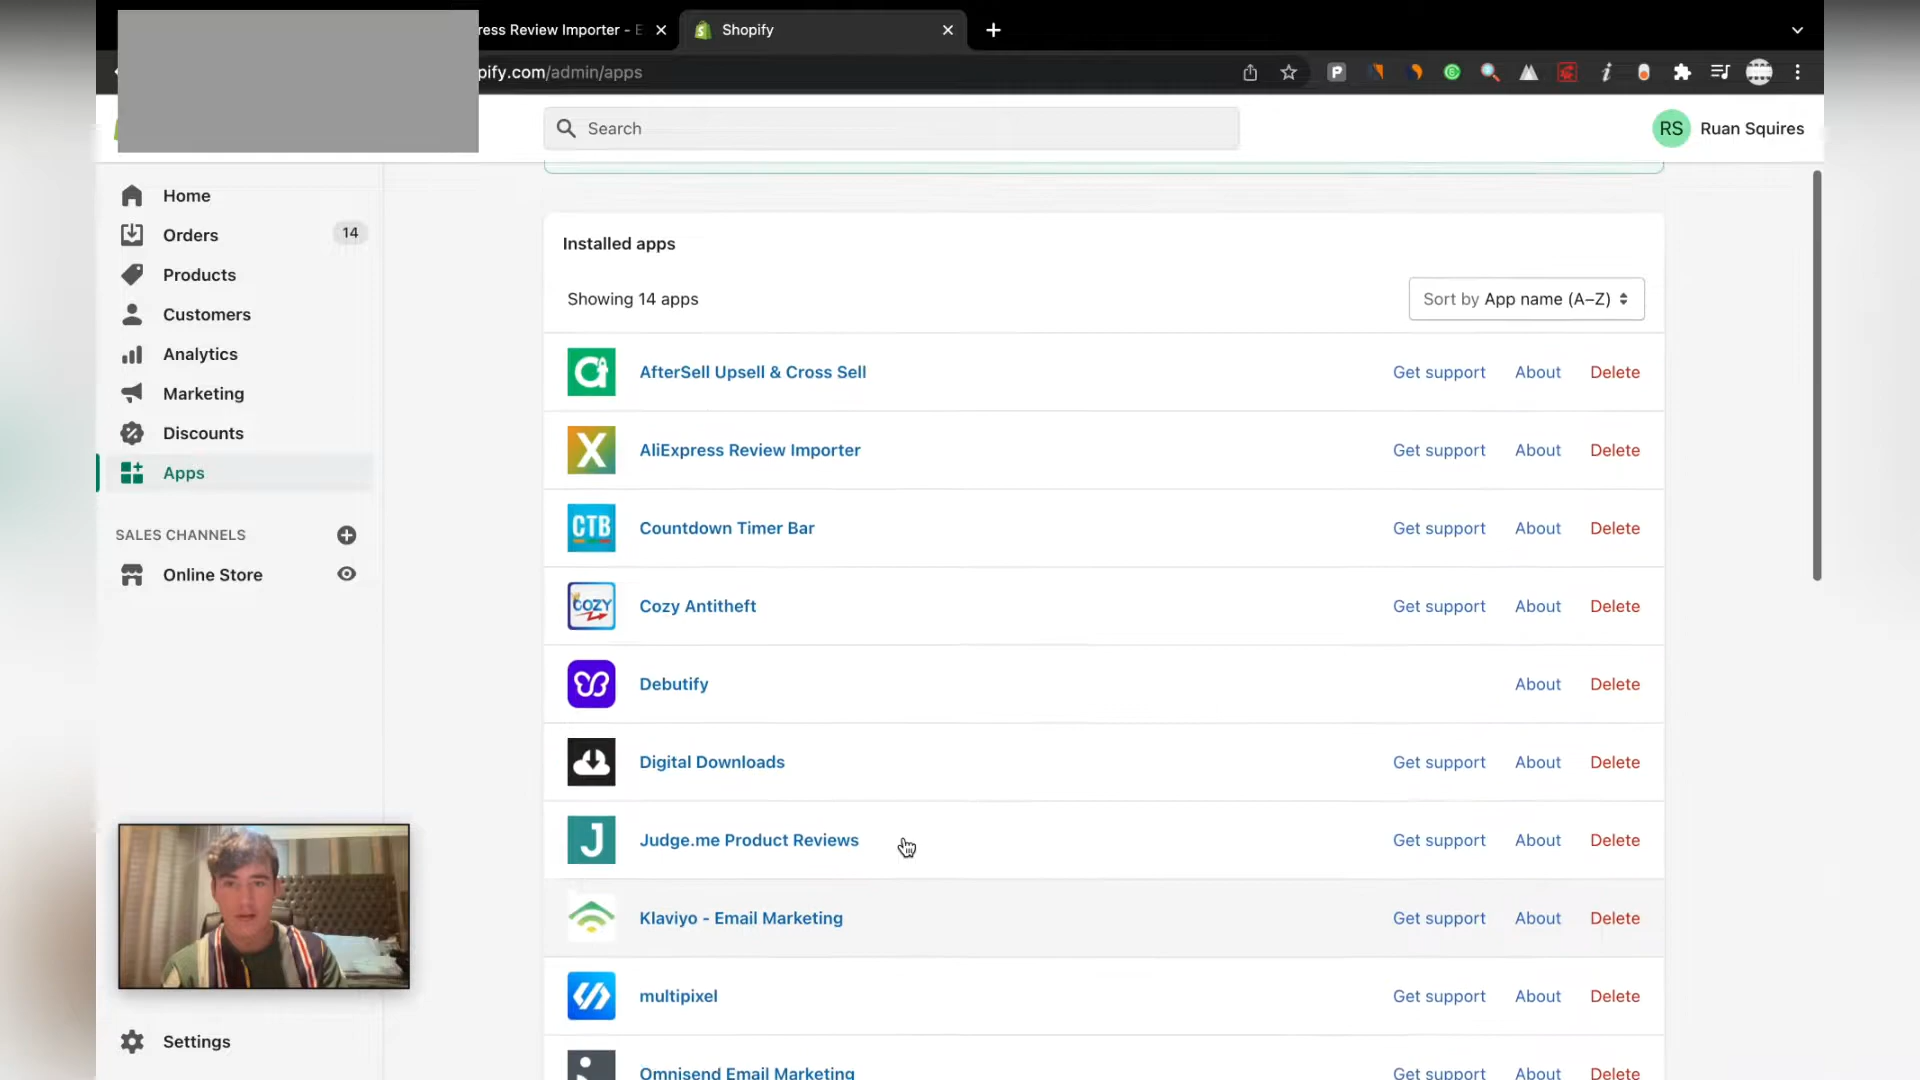 ress Review Importer - E
Shopify
pify.com/admin/apps
Search
RS Ruan Squires
Home
Orders 14
Products
Customers
Analytics
Marketing
Discounts
Apps
SALES CHANNELS
Online Store
Settings
Installed apps
Showing 14 apps
Sort by App name (A–Z)
AfterSell Upsell & Cross Sell Get support About Delete
X AliExpress Review Importer Get support About Delete
CTB Countdown Timer Bar Get support About Delete
COZY Cozy Antitheft Get support About Delete
Debutify About Delete
Digital Downloads Get support About Delete
J Judge.me Product Reviews Get support About Delete
Klaviyo - Email Marketing Get support About Delete
multipixel Get support About Delete
Omnisend Email Marketing Get support About Delete